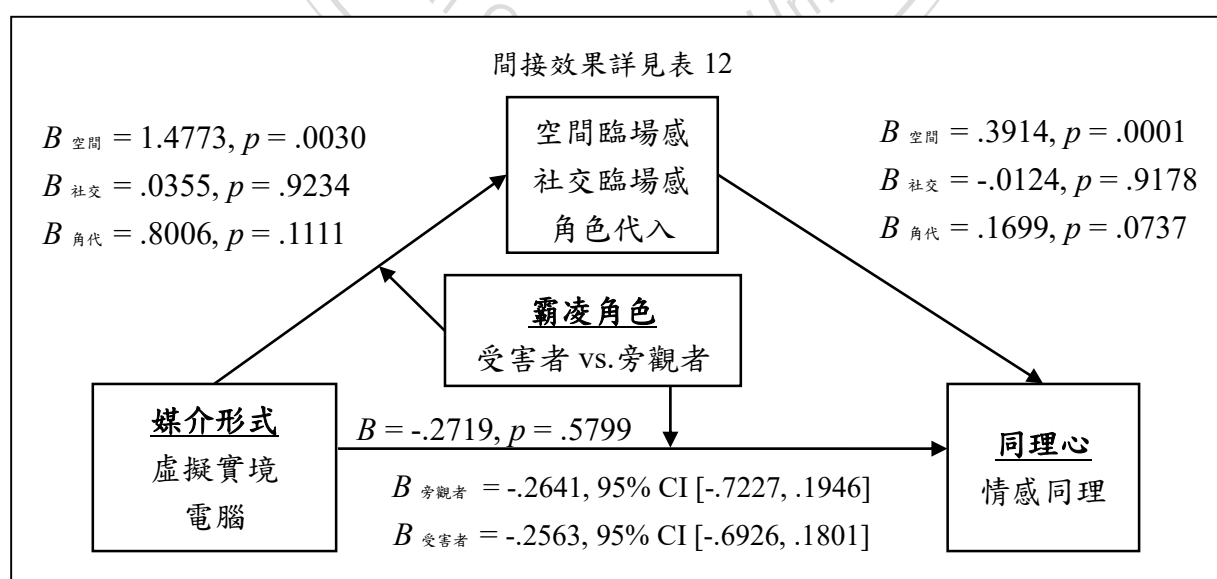 間接效果詳見表 12
B 空間 = 1.4773, p = .0030
B 社交 = .0355, p = .9234
B 角代 = .8006, p = .1111
空間臨場感
社交臨場感
角色代入
B 空間 = .3914, p = .0001
B 社交 = -.0124, p = .9178
B 角代 = .1699, p = .0737
霸凌角色
受害者 vs.旁觀者
媒介形式
虛擬實境
電腦
B = -.2719, p = .5799
B 旁觀者 = -.2641, 95% CI [-.7227, .1946]
B 受害者 = -.2563, 95% CI [-.6926, .1801]
同理心
情感同理